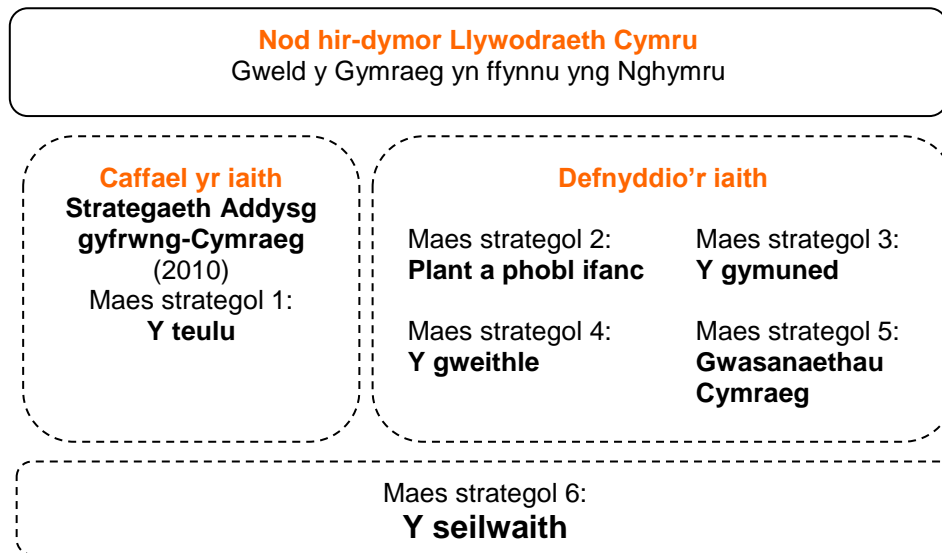 Nod hir-dymor Llywodraeth Cymru
Gweld y Gymraeg yn ffynnu yng Nghymru
Caffael yr iaith
Strategaeth Addysg
gyfrwng-Cymraeg
(2010)
Maes strategol 1:
Y teulu
Defnyddio’r iaith
Maes strategol 2:
Plant a phobl ifanc
Maes strategol 3:
Y gymuned
Maes strategol 4:
Y gweithle
Maes strategol 5:
Gwasanaethau
Cymraeg
Maes strategol 6:
Y seilwaith